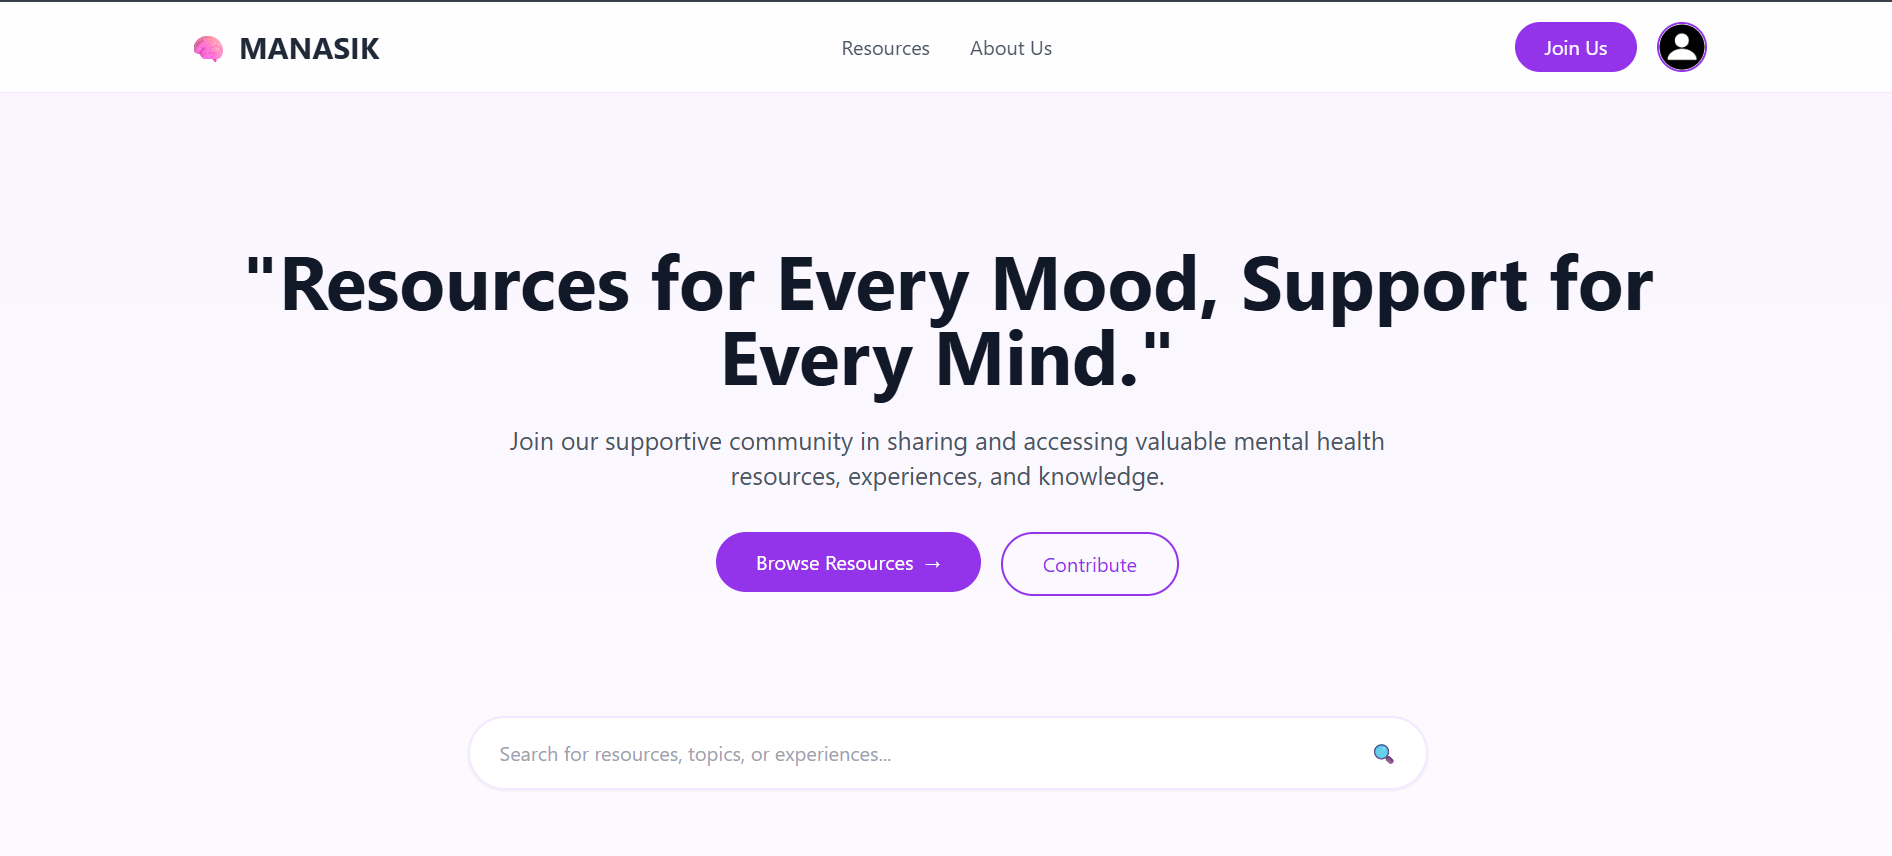 MANASIK
Resources
About Us
Join Us
"Resources for Every Mood, Support for
Every Mind."
Join our supportive community in sharing and accessing valuable mental health
resources, experiences, and knowledge.
Browse Resources →
Contribute
Search for resources, topics, or experiences...